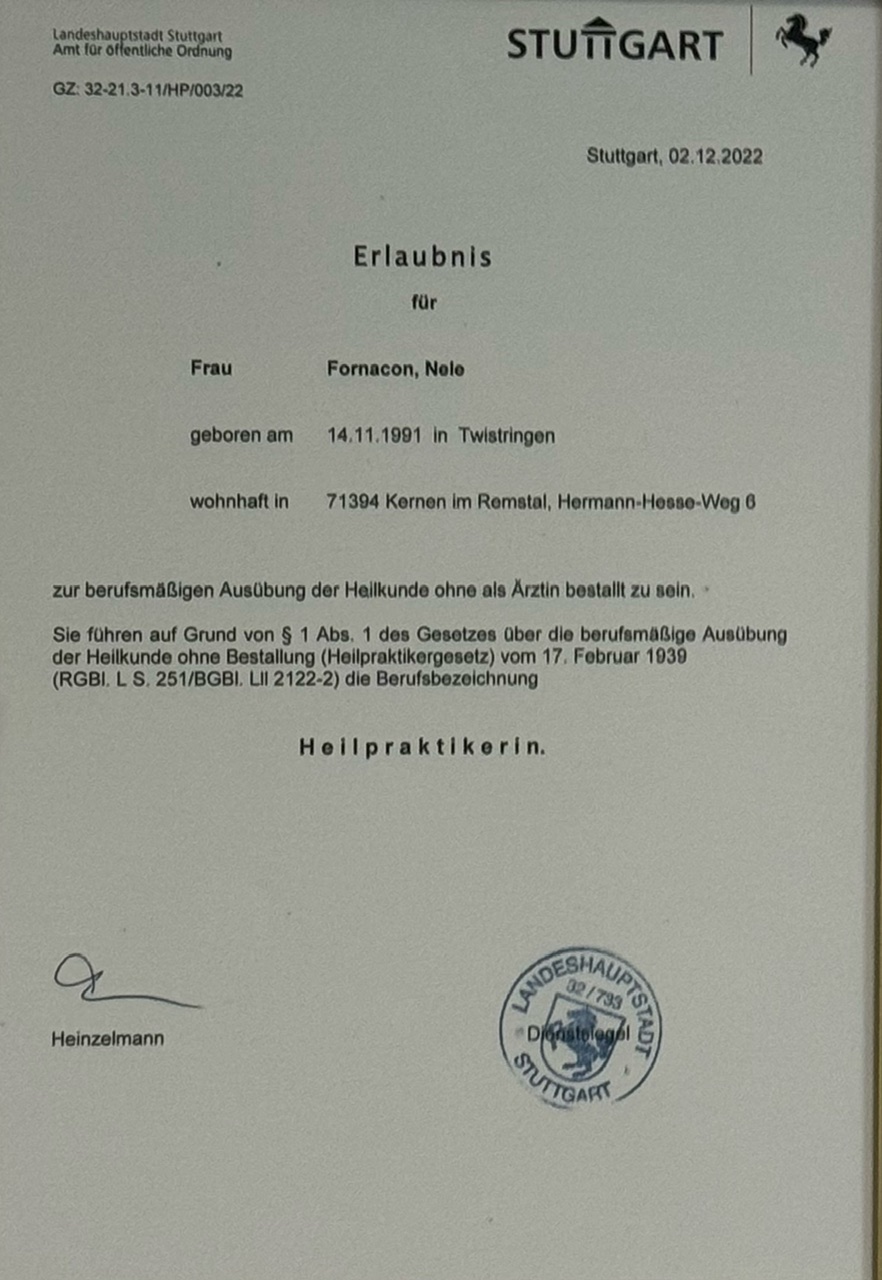 Landeshauptstadt Stuttgart
Amt für öffentliche Ordnung
STUTTGART
GZ: 32-21.3-11/HP/003/22
Stuttgart, 02.12.2022
Erlaubnis
für
Frau Fornacon, Nele
geboren am 14.11.1991 in Twistringen
wohnhaft in 71394 Kernen im Remstal, Hermann-Hesse-Weg 6
zur berufsmäßigen Ausübung der Heilkunde ohne als Ärztin bestallt zu sein.
Sie führen auf Grund von § 1 Abs. 1 des Gesetzes über die berufsmäßige Ausübung
der Heilkunde ohne Bestallung (Heilpraktikergesetz) vom 17. Februar 1939
(RGBl. L S. 251/BGBl. LII 2122-2) die Berufsbezeichnung
Heilpraktikerin.
Heinzelmann
LANDESHAUPTSTADT
32/793
Dienstsiegel
STUTTGART